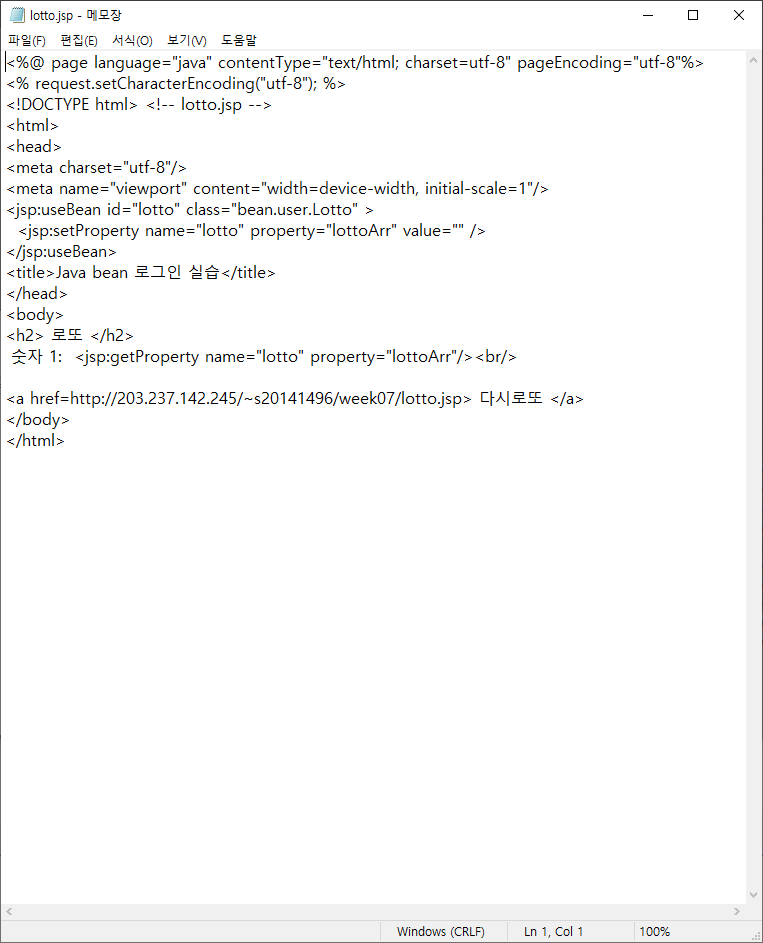 lotto.jsp - 메모장
파일(F) 편집(E) 서식(O) 보기(V) 도움말
<%@ page language="java" contentType="text/html; charset=utf-8" pageEncoding="utf-8"%>
<% request.setCharacterEncoding("utf-8"); %>
<!DOCTYPE html> <!-- lotto.jsp -->
<html>
<head>
<meta charset="utf-8"/>
<meta name="viewport" content="width=device-width, initial-scale=1"/>
<jsp:useBean id="lotto" class="bean.user.Lotto" >
  <jsp:setProperty name="lotto" property="lottoArr" value="" />
</jsp:useBean>
<title>Java bean 로그인 실습</title>
</head>
<body>
<h2> 로또 </h2>
 숫자 1:  <jsp:getProperty name="lotto" property="lottoArr"/><br/>
<a href=http://203.237.142.245/~s20141496/week07/lotto.jsp> 다시로또 </a>
</body>
</html>
Windows (CRLF) Ln 1, Col 1 100%